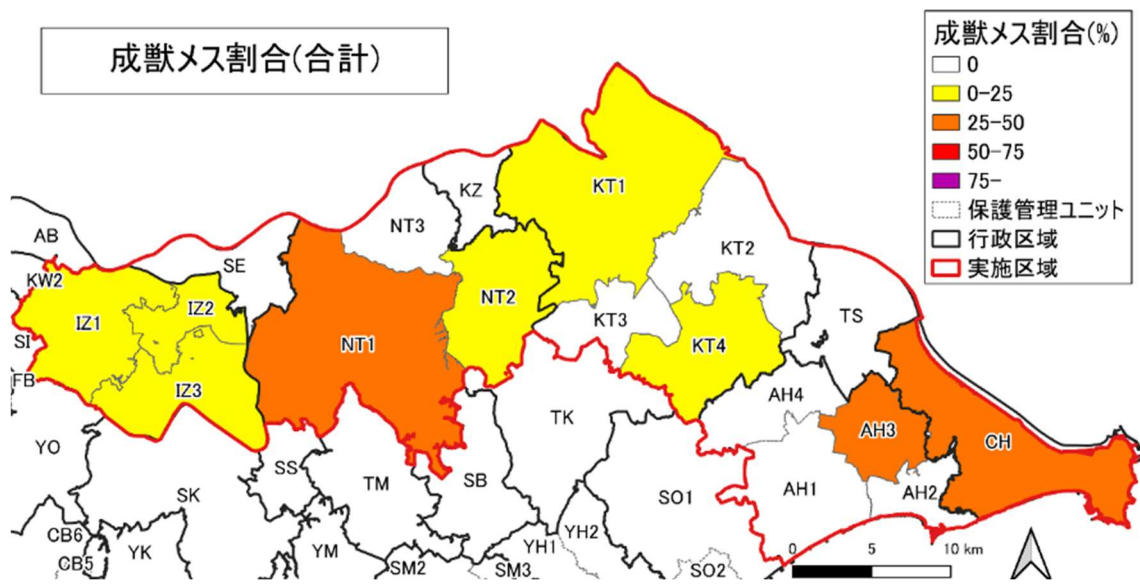 成獣メス割合(合計)
成獣メス割合(%)
0
0-25
25-50
50-75
75-
保護管理ユニット
行政区域
実施区域
KT1
KZ
NT3
KT2
AB
SE
KW2
IZ2
NT2
IZ1
TS
SI
KT3
NT1
KT4
FB
IZ3
AH4
TK
AH3
CH
YO
SS
TM
SB
SK
SO1
AH1
AH2
CB6
YH2
YK
YM
YH1
CB5
SM2
SM3
SO2
0 5 10 km